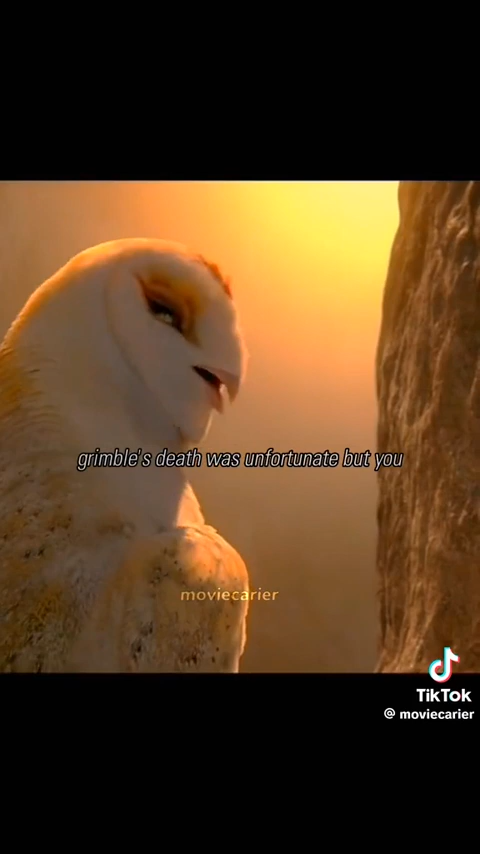 grimble's death was unfortunate but you
moviecarier
TikTok
@ moviecarier